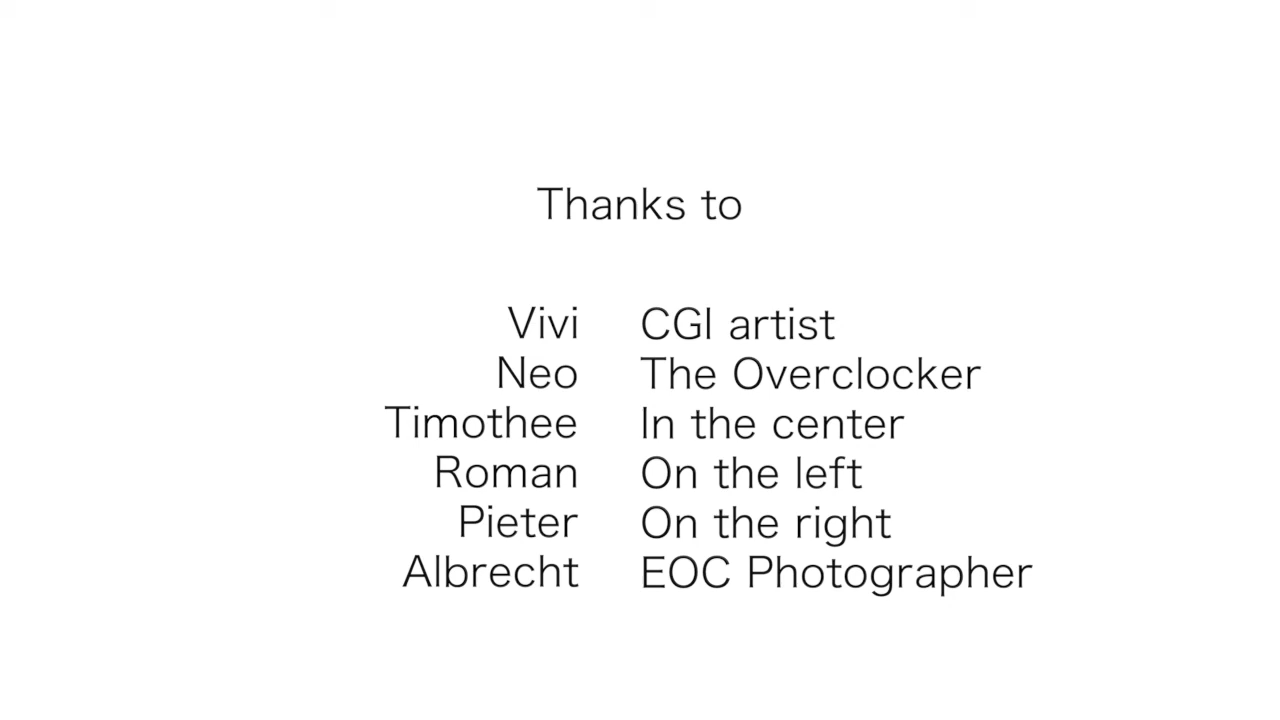 Thanks to
Vivi CGI artist
Neo The Overclocker
Timothee In the center
Roman On the left
Pieter On the right
Albrecht EOC Photographer